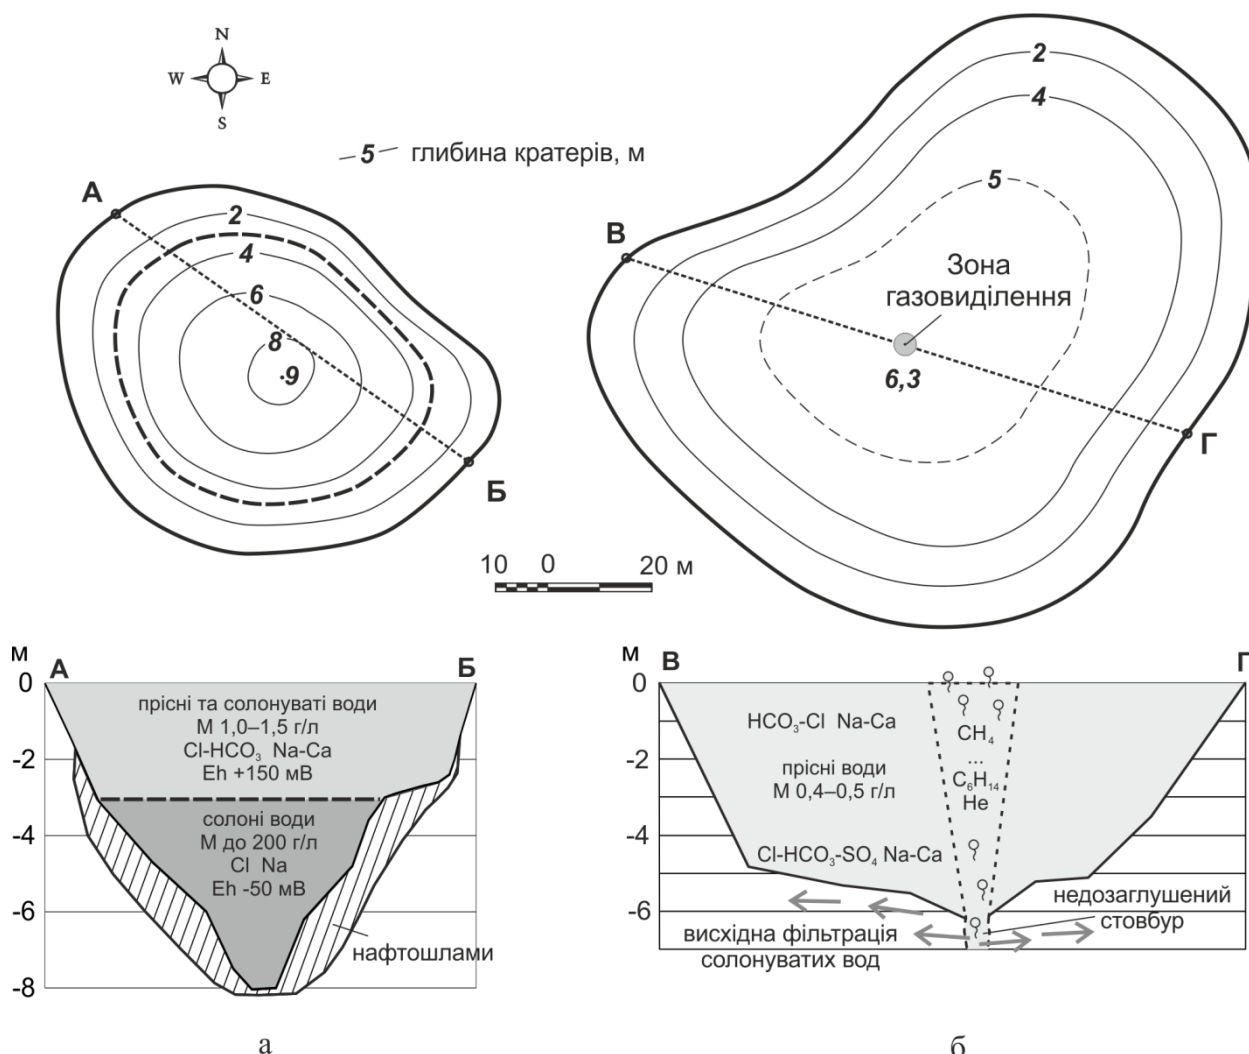 N
W
E
S
5 глибина кратерів, м
А
2
4
6
8
9
Б
2
4
5
В
Зона
газовиділення
6,3
Г
10 0 20 м
м
А
Б
0
-2
-4
-6
-8
прісні та солонуваті води
М 1,0–1,5 г/л
Cl-HCO₃ Na-Ca
Eh +150 мВ
солоні води
М до 200 г/л
Cl Na
Eh -50 мВ
нафтошлами
а
м
В
Г
0
-2
-4
-6
HCO₃-Cl Na-Ca
прісні води
М 0,4–0,5 г/л
Cl-HCO₃-SO₄ Na-Ca
CH₄
...
C₆H₁₄
He
недозаглушений
стовбур
висхідна фільтрація
солонуватих вод
б